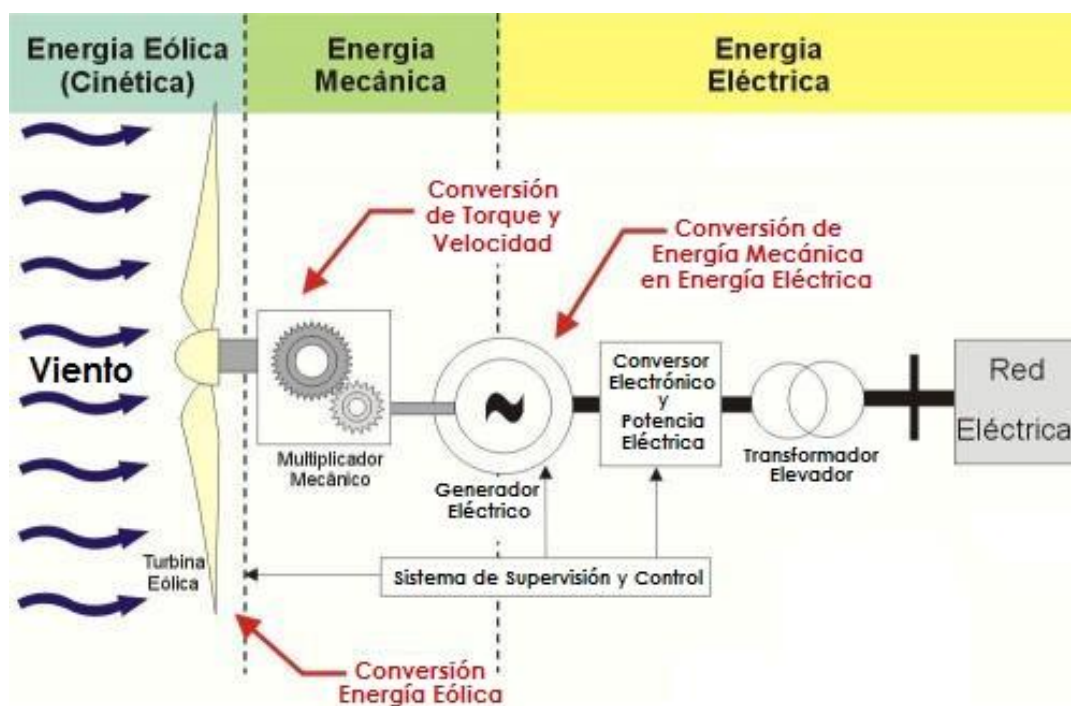 Energia Eólica
(Cinética)
Energia
Mecánica
Energia
Eléctrica
Conversión
de Torque y
Velocidad
Conversión de
Energía Mecánica
en Energía Eléctrica
Viento
Conversor
Electrónico
y
Potencia
Eléctrica
Red
Eléctrica
Multiplicador
Mecânico
Generador
Eléctrico
Transformador
Elevador
Turbina
Eólica
Sistema de Supervisión y Control
Conversión
Energía Eólica